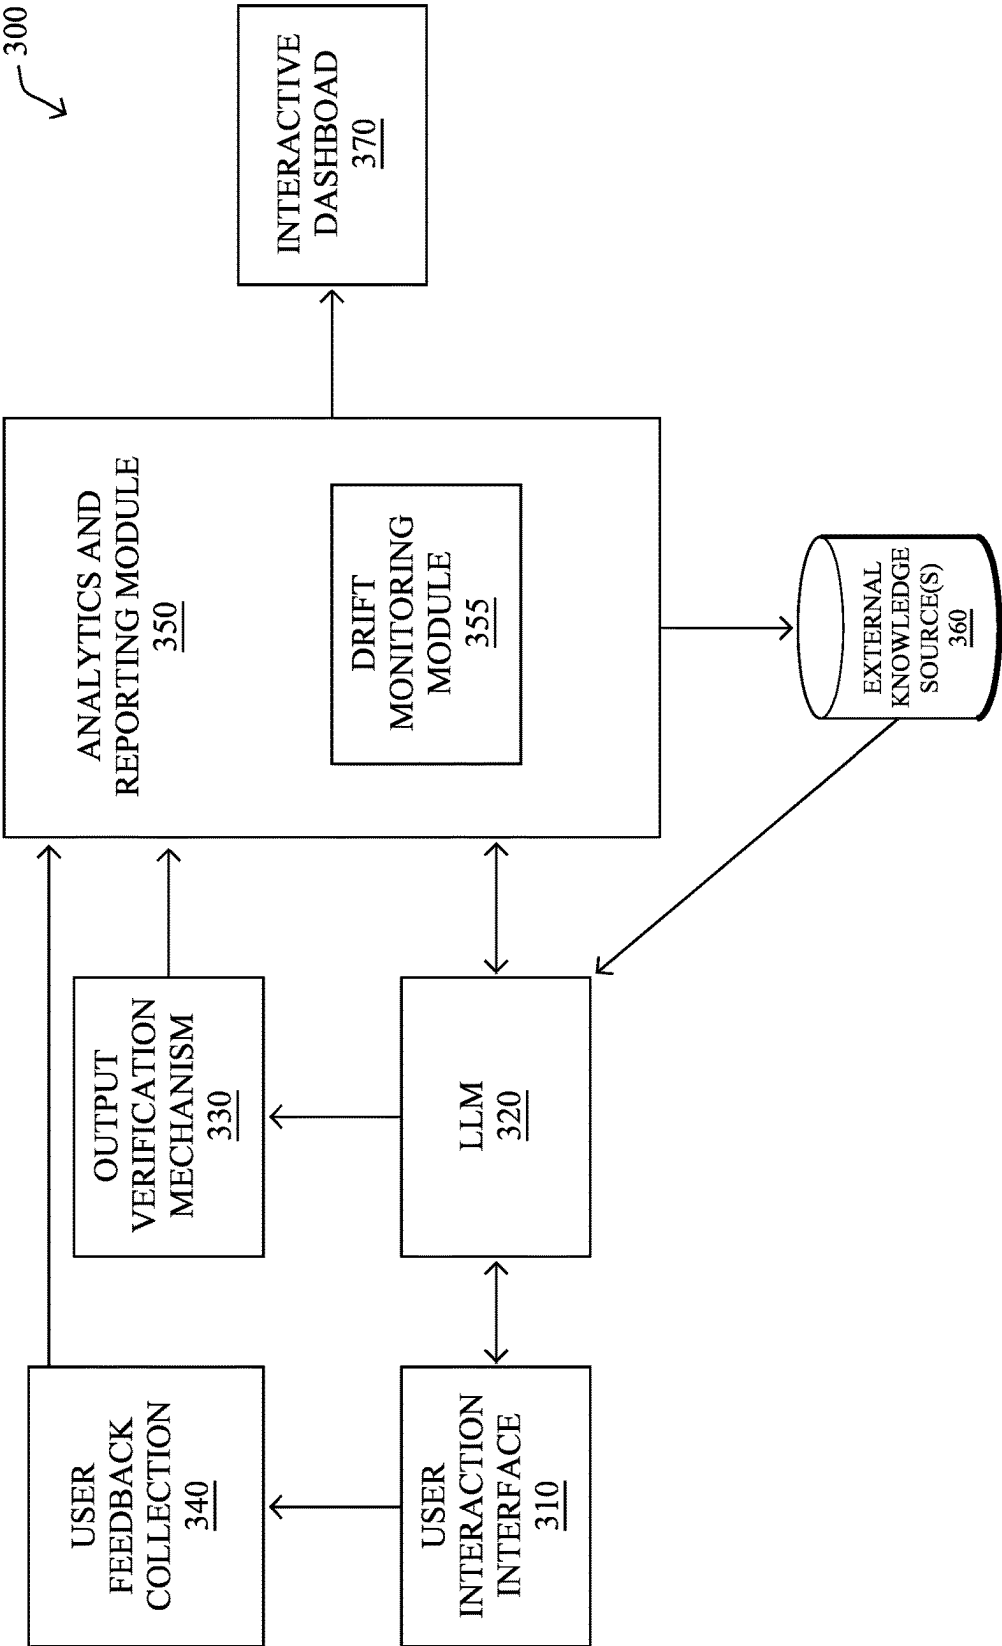 300
USER
FEEDBACK
COLLECTION
340
OUTPUT
VERIFICATION
MECHANISM
330
ANALYTICS AND
REPORTING MODULE
350
DRIFT
MONITORING
MODULE
355
INTERACTIVE
DASHBOAD
370
USER
INTERACTION
INTERFACE
310
LLM
320
EXTERNAL
KNOWLEDGE
SOURCE(S)
360